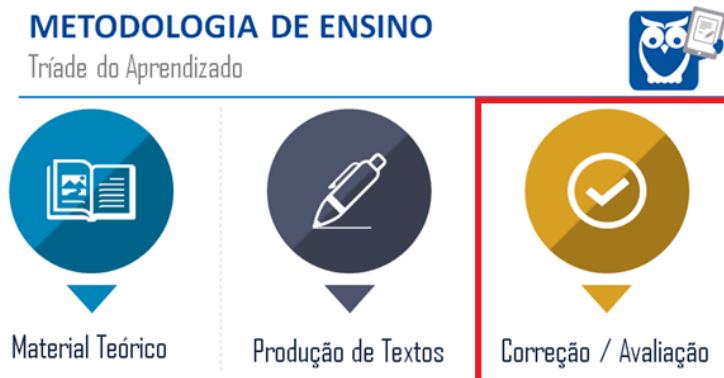 METODOLOGIA DE ENSINO
Tríade do Aprendizado
Material Teórico
Produção de Textos
Correção / Avaliação